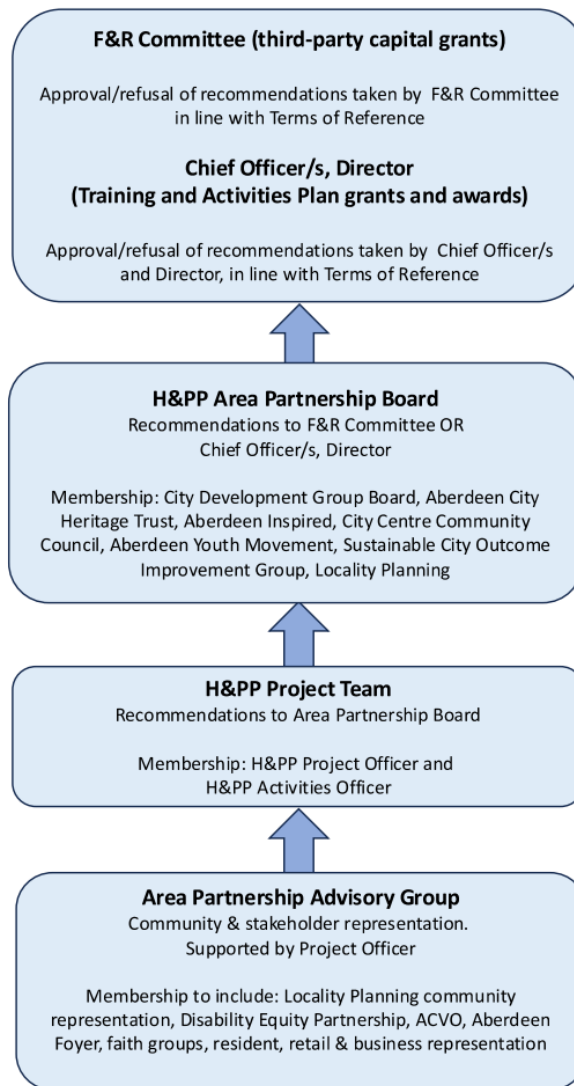 F&R Committee (third-party capital grants)
Approval/refusal of recommendations taken by F&R Committee
in line with Terms of Reference
Chief Officer/s, Director
(Training and Activities Plan grants and awards)
Approval/refusal of recommendations taken by Chief Officer/s
and Director, in line with Terms of Reference
H&PP Area Partnership Board
Recommendations to F&R Committee OR
Chief Officer/s, Director
Membership: City Development Group Board, Aberdeen City
Heritage Trust, Aberdeen Inspired, City Centre Community
Council, Aberdeen Youth Movement, Sustainable City Outcome
Improvement Group, Locality Planning
H&PP Project Team
Recommendations to Area Partnership Board
Membership: H&PP Project Officer and
H&PP Activities Officer
Area Partnership Advisory Group
Community & stakeholder representation.
Supported by Project Officer
Membership to include: Locality Planning community
representation, Disability Equity Partnership, ACVO, Aberdeen
Foyer, faith groups, resident, retail & business representation